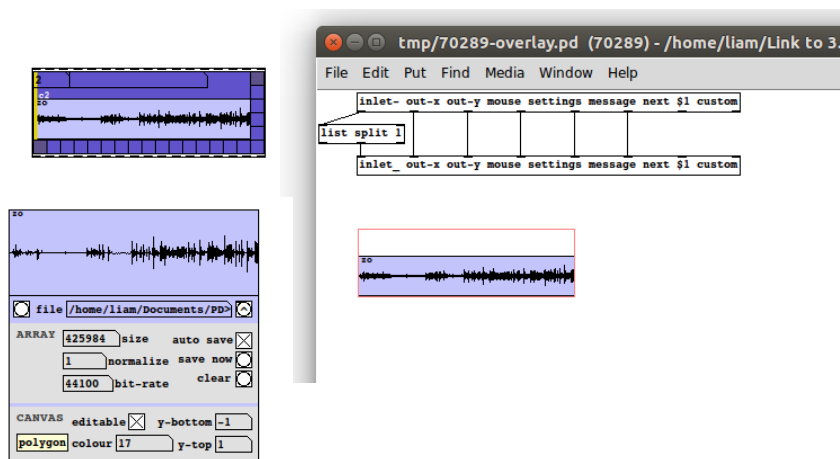 2
c2
zo
zo
file /home/liam/Documents/PD>
ARRAY 425984 size auto save
1 normalize save now
44100 bit-rate clear
CANVAS editable y-bottom -1
polygon colour 17 y-top 1
tmp/70289-overlay.pd (70289) - /home/liam/Link to 3.
File Edit Put Find Media Window Help
inlet- out-x out-y mouse settings message next $1 custom
list split 1
inlet_ out-x out-y mouse settings message next $1 custom
zo